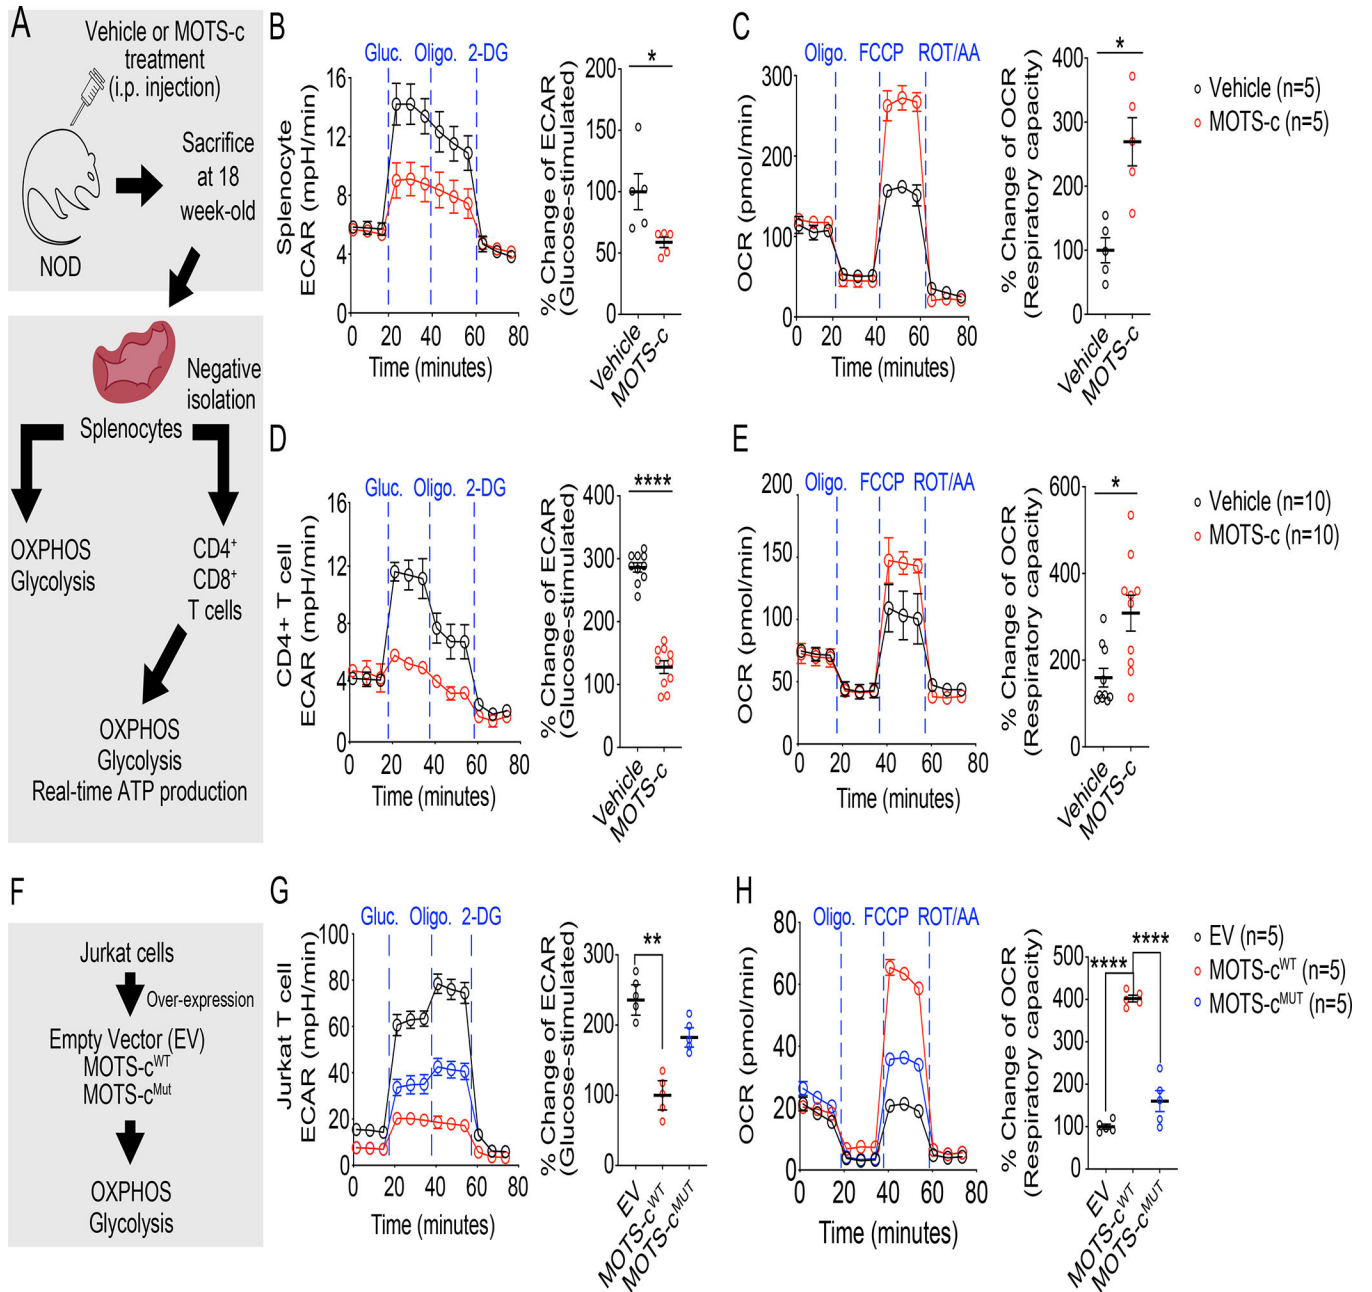 A
Vehicle or MOTS-c
treatment
(i.p. injection)
Sacrifice
at 18
week-old
NOD
Negative
isolation
Splenocytes
OXPHOS
Glycolysis
CD4+
CD8+
T cells
OXPHOS
Glycolysis
Real-time ATP production
B
Gluc. Oligo. 2-DG
Splenocyte
ECAR (mpH/min)
16
12
8
4
0
0 20 40 60 80
Time (minutes)
% Change of ECAR
(Glucose-stimulated)
200
150
100
50
0
*
Vehicle
MOTS-c
C
Oligo. FCCP ROT/AA
OCR (pmol/min)
300
200
100
0
0 20 40 60 80
Time (minutes)
% Change of OCR
(Respiratory capacity)
400
300
200
100
0
*
Vehicle
MOTS-c
Vehicle (n=5)
MOTS-c (n=5)
D
Gluc. Oligo. 2-DG
CD4+ T cell
ECAR (mpH/min)
16
12
8
4
0
0 20 40 60 80
Time (minutes)
% Change of ECAR
(Glucose-stimulated)
400
300
200
100
0
****
Vehicle
MOTS-c
E
Oligo. FCCP ROT/AA
OCR (pmol/min)
200
150
100
50
0
0 20 40 60 80
Time (minutes)
% Change of OCR
(Respiratory capacity)
600
400
200
0
*
Vehicle
MOTS-c
Vehicle (n=10)
MOTS-c (n=10)
F
Jurkat cells
Over-expression
Empty Vector (EV)
MOTS-cWT
MOTS-cMut
OXPHOS
Glycolysis
G
Gluc. Oligo. 2-DG
Jurkat T cell
ECAR (mpH/min)
100
80
60
40
20
0
0 20 40 60 80
Time (minutes)
% Change of ECAR
(Glucose-stimulated)
300
200
100
0
**
EV
MOTS-cWT
MOTS-cMUT
H
Oligo. FCCP ROT/AA
OCR (pmol/min)
80
60
40
20
0
0 20 40 60 80
Time (minutes)
% Change of OCR
(Respiratory capacity)
500
400
300
200
100
0
****
****
EV
MOTS-cWT
MOTS-cMUT
EV (n=5)
MOTS-cWT (n=5)
MOTS-cMUT (n=5)